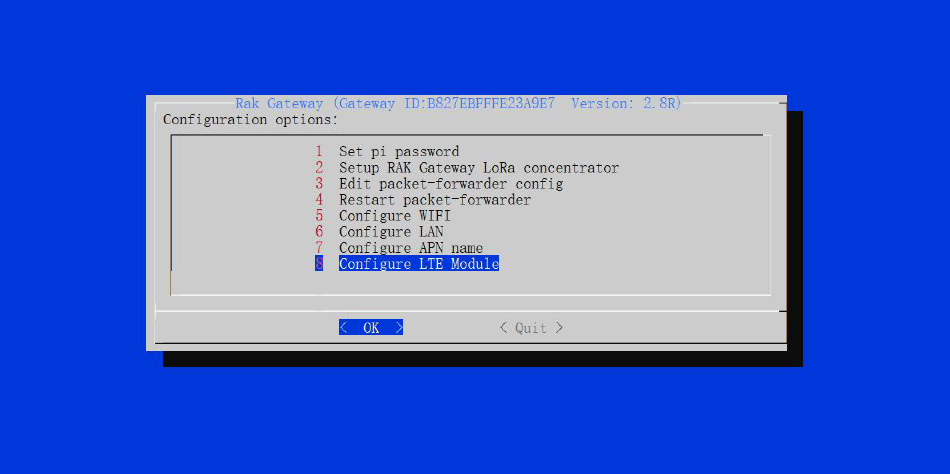 Rak Gateway (Gateway ID:B827EBFFFE23A9E7  Version: 2.8R)
Configuration options:
1  Set pi password
2  Setup RAK Gateway LoRa concentrator
3  Edit packet-forwarder config
4  Restart packet-forwarder
5  Configure WIFI
6  Configure LAN
7  Configure APN name
8  Configure LTE Module
<  OK  >            < Quit >